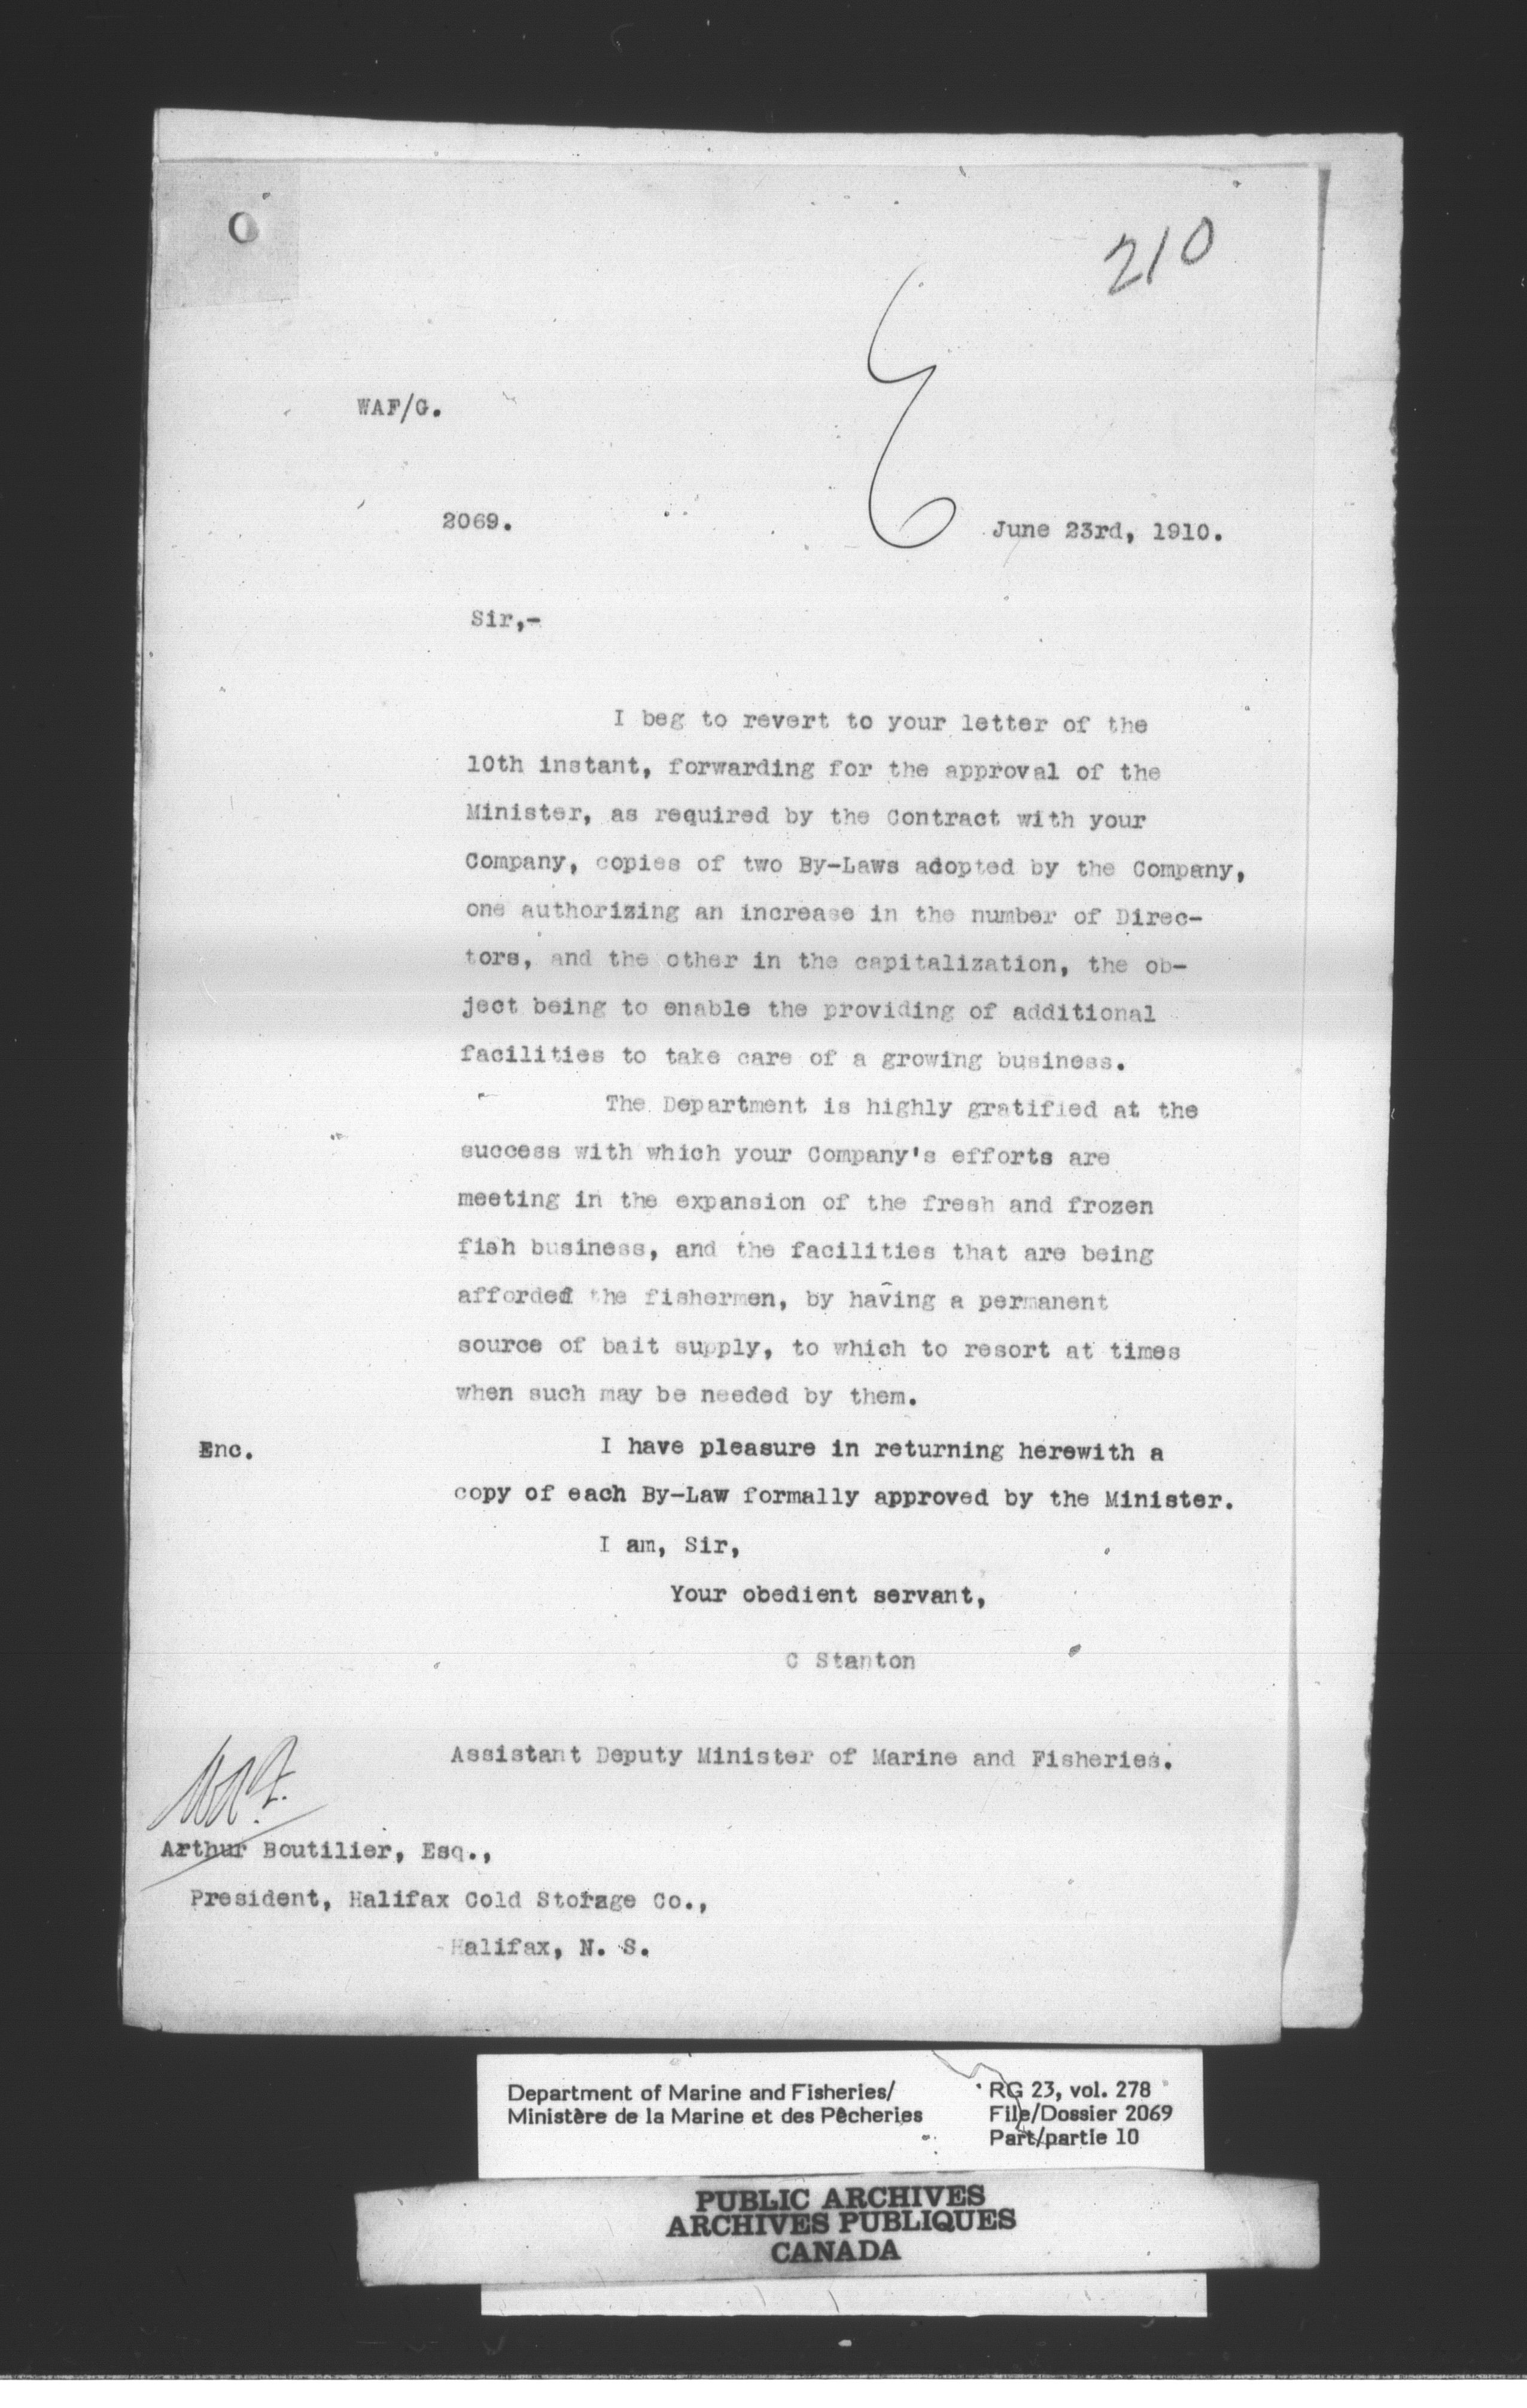 210
WAF/G.
2069.
June 23rd, 1910.
Sir,-
I beg to revert to your letter of the
10th instant, forwarding for the approval of the
Minister, as required by the Contract with your
Company, copies of two By-Laws adopted by the Company,
one authorizing an increase in the number of Direc-
tors, and the other in the capitalization, the ob-
ject being to enable the providing of additional
facilities to take care of a growing business.
The Department is highly gratified at the
success with which your Company's efforts are
meeting in the expansion of the fresh and frozen
fish business, and the facilities that are being
afforded the fishermen, by having a permanent
source of bait supply, to which to resort at times
when such may be needed by them.
Enc.
I have pleasure in returning herewith a
copy of each By-Law formally approved by the Minister.
I am, Sir,
Your obedient servant,
C Stanton
Assistant Deputy Minister of Marine and Fisheries.
Arthur Boutilier, Esq.,
President, Halifax Cold Storage Co.,
Halifax, N. S.
Department of Marine and Fisheries/
Ministère de la Marine et des Pêcheries
RG 23, vol. 278
File/Dossier 2069
Part/partie 10
PUBLIC ARCHIVES
ARCHIVES PUBLIQUES
CANADA